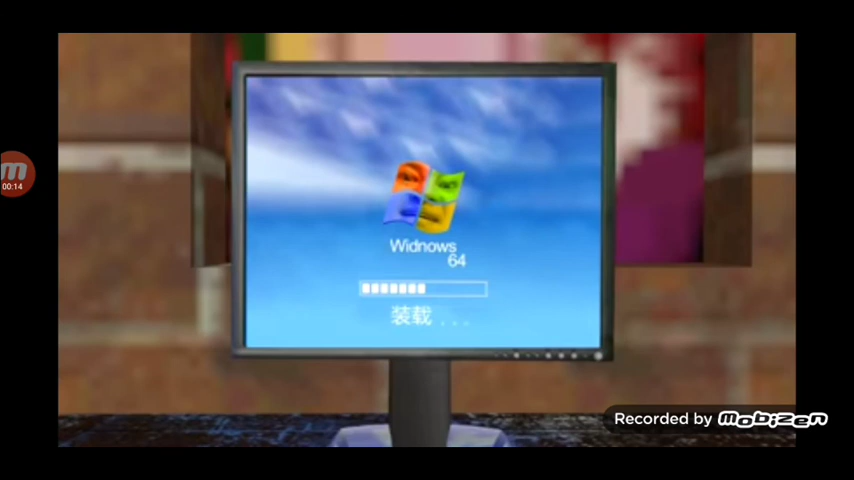 00:14
Widnows
64
装载 . . .
Recorded by Mobizen